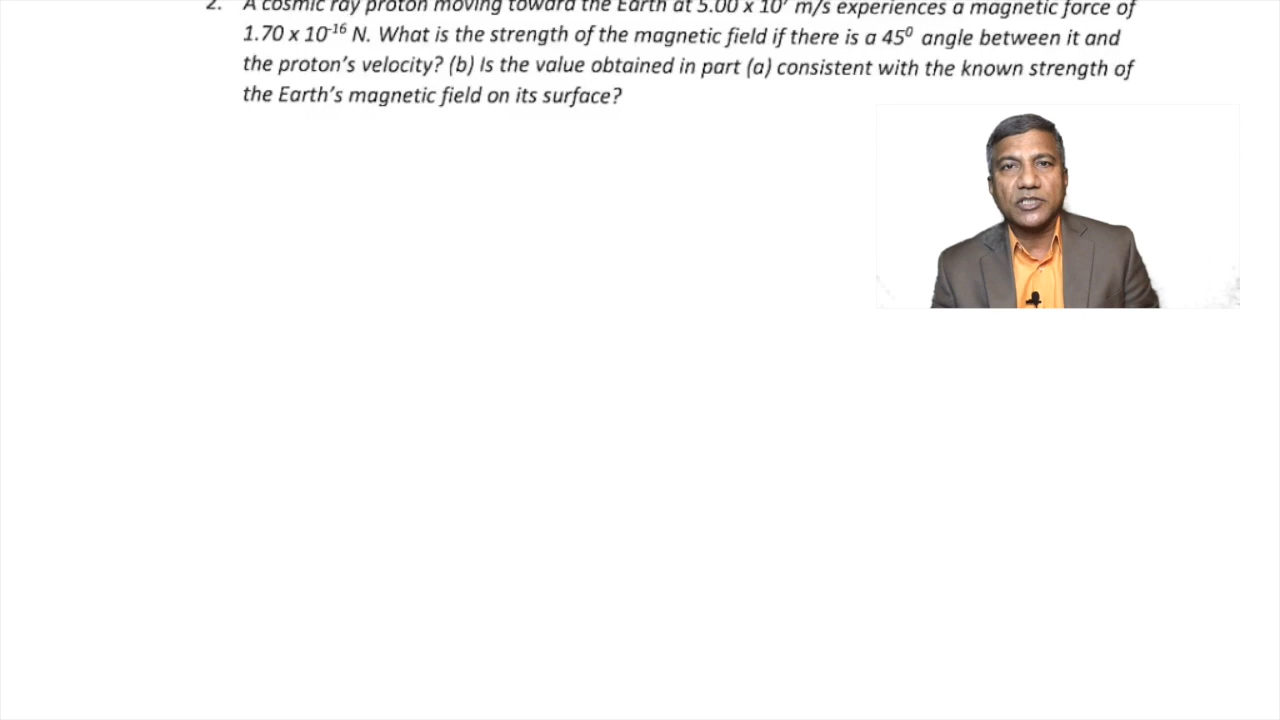 2. A cosmic ray proton moving toward the Earth at 5.00 x 10⁷ m/s experiences a magnetic force of
1.70 x 10⁻¹⁶ N. What is the strength of the magnetic field if there is a 45⁰ angle between it and
the proton's velocity? (b) Is the value obtained in part (a) consistent with the known strength of
the Earth's magnetic field on its surface?